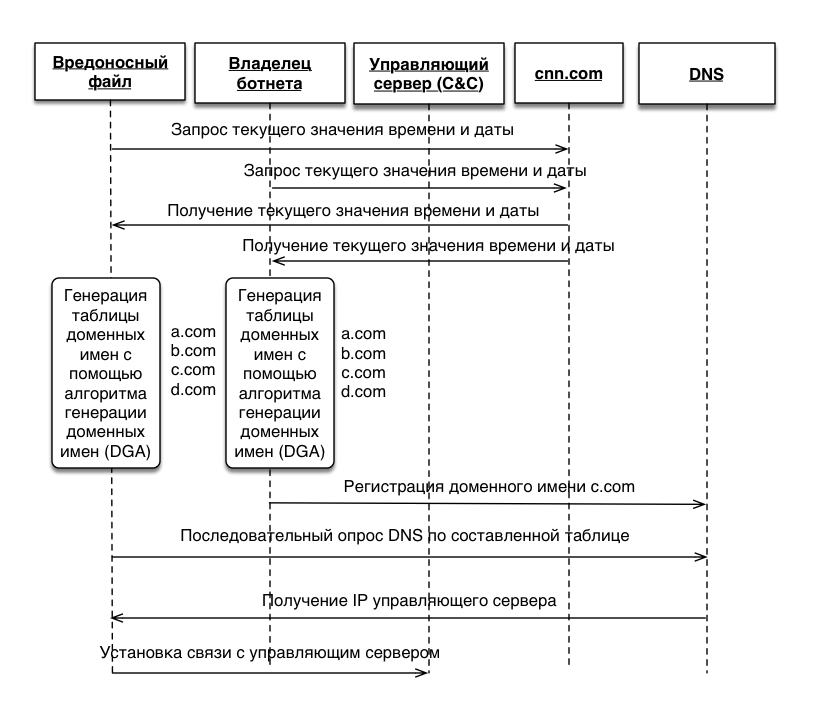 Вредоносный
файл
Владелец
ботнета
Управляющий
сервер (C&C)
cnn.com
DNS
Запрос текущего значения времени и даты
Запрос текущего значения времени и даты
Получение текущего значения времени и даты
Получение текущего значения времени и даты
Генерация
таблицы
доменных
имен с
помощью
алгоритма
генерации
доменных
имен (DGA)
a.com
b.com
c.com
d.com
Генерация
таблицы
доменных
имен с
помощью
алгоритма
генерации
доменных
имен (DGA)
a.com
b.com
c.com
d.com
Регистрация доменного имени c.com
Последовательный опрос DNS по составленной таблице
Получение IP управляющего сервера
Установка связи с управляющим сервером